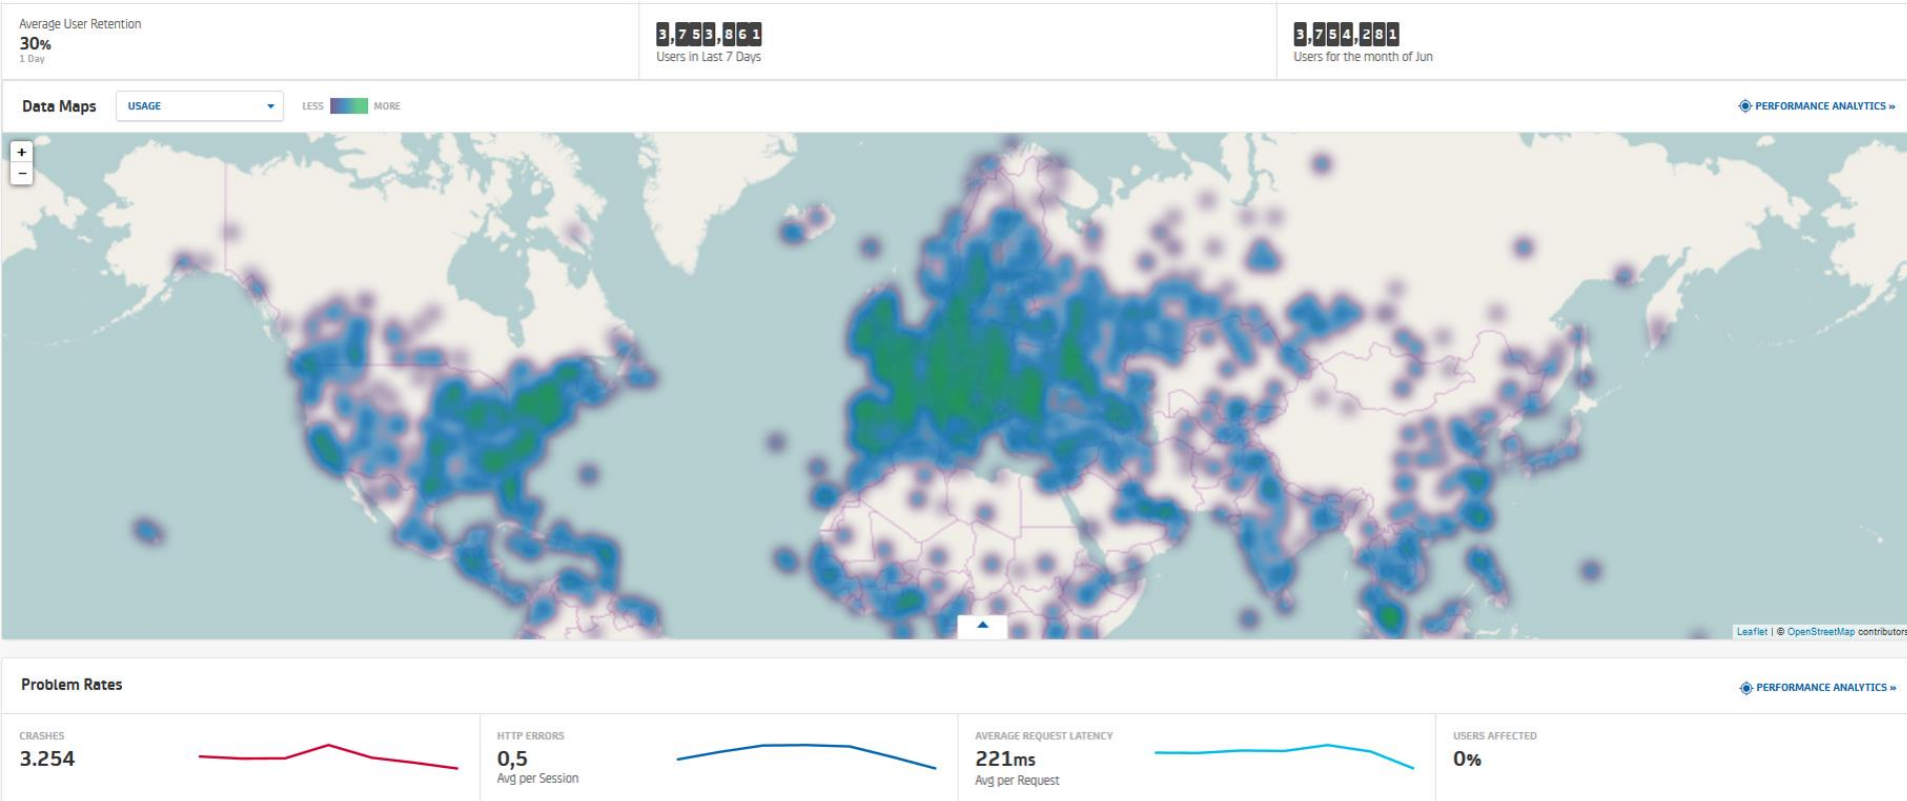 Average User Retention
30%
1 Day
3,753,861
Users in Last 7 Days
3,754,281
Users for the month of Jun
Data Maps
USAGE
LESS MORE
PERFORMANCE ANALYTICS »
+
−
Leaflet | © OpenStreetMap contributors
Problem Rates
PERFORMANCE ANALYTICS »
CRASHES
3.254
HTTP ERRORS
0,5
Avg per Session
AVERAGE REQUEST LATENCY
221ms
Avg per Request
USERS AFFECTED
0%